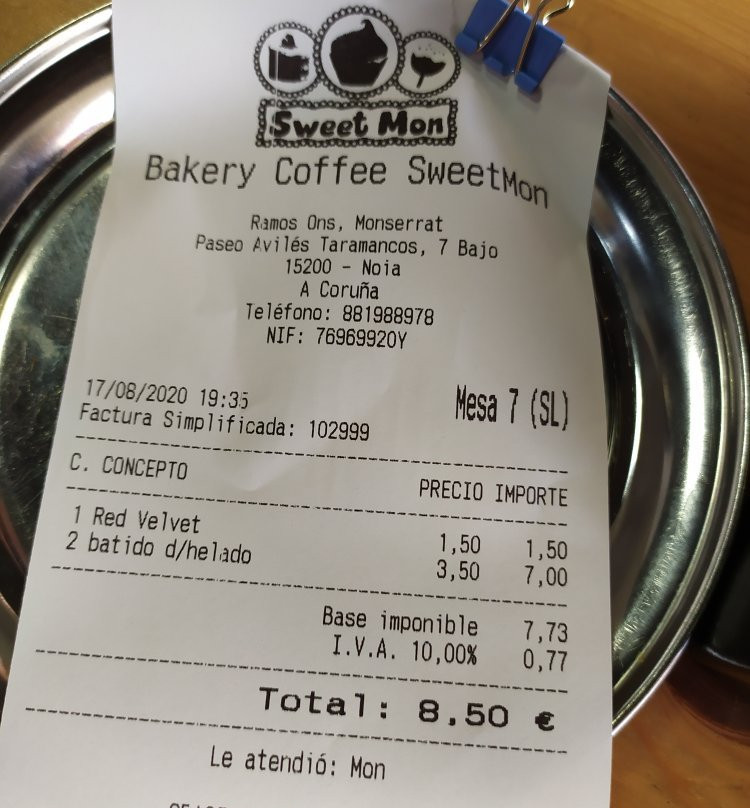 Sweet Mon
Bakery Coffee SweetMon
Ramos Ons, Monserrat
Paseo Avilés Taramancos, 7 Bajo
15200 - Noia
A Coruña
Teléfono: 881988978
NIF: 76969920Y
17/08/2020 19:35 Mesa 7 (SL)
Factura Simplificada: 102999
C. CONCEPTO PRECIO IMPORTE
1 Red Velvet 1,50 1,50
2 batido d/helado 3,50 7,00
Base imponible 7,73
I.V.A. 10,00% 0,77
Total: 8,50 €
Le atendió: Mon